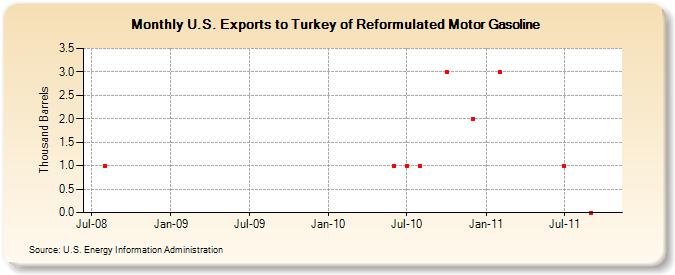 Monthly U.S. Exports to Turkey of Reformulated Motor Gasoline
Thousand Barrels
3.5
3.0
2.5
2.0
1.5
1.0
0.5
0.0
Jul-08 Jan-09 Jul-09 Jan-10 Jul-10 Jan-11 Jul-11
Source: U.S. Energy Information Administration